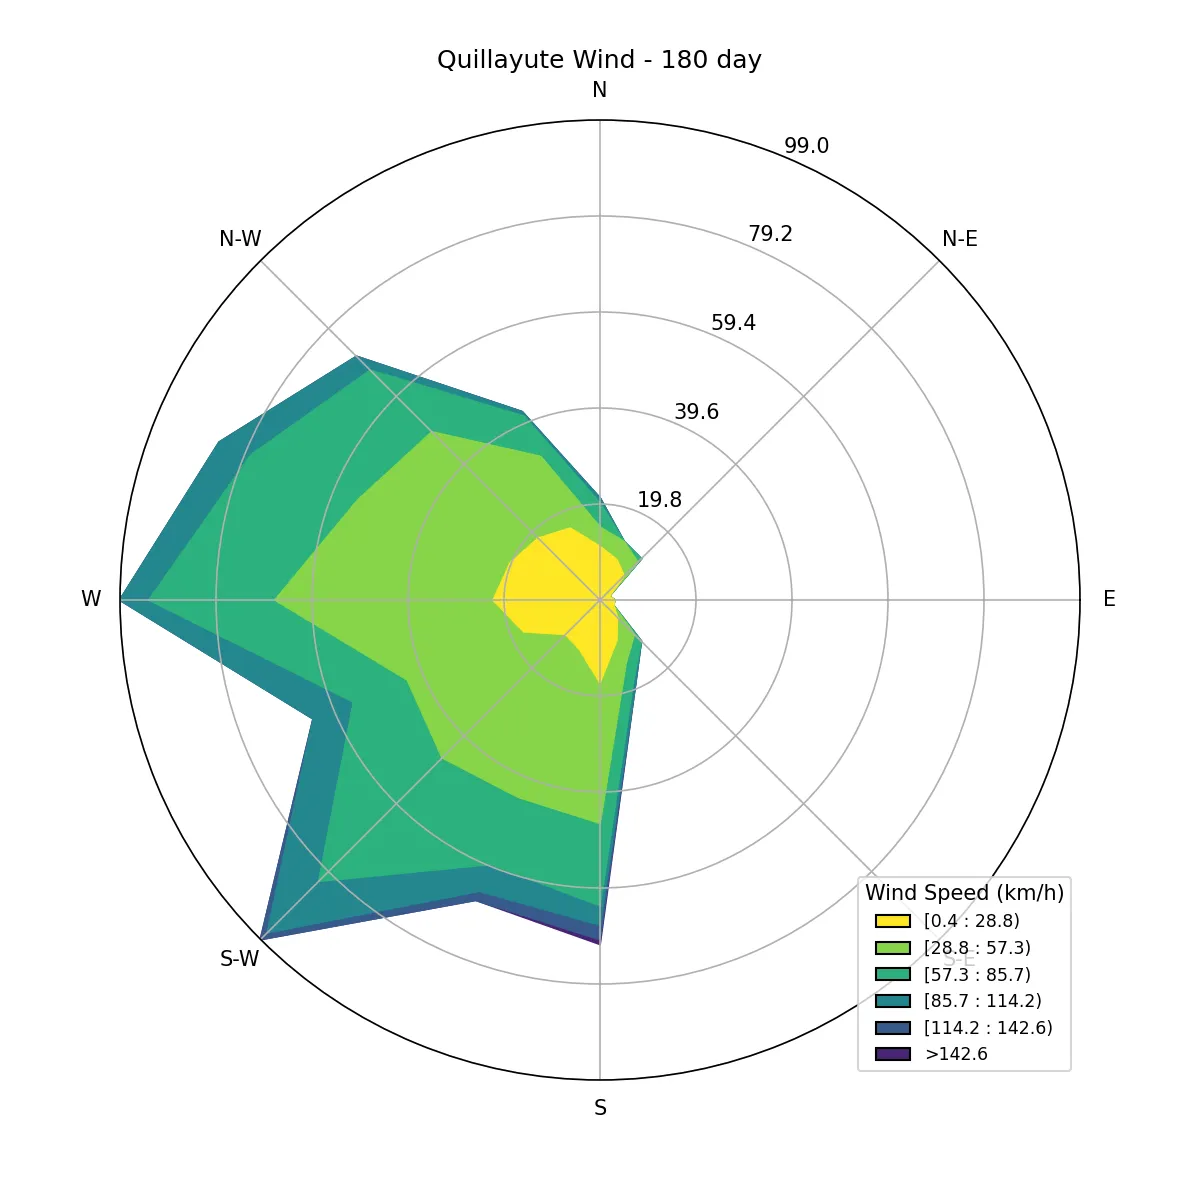 Quillayute Wind - 180 day
N
99.0
79.2
N-W
N-E
59.4
39.6
19.8
W
E
Wind Speed (km/h)
[0.4 : 28.8)
[28.8 : 57.3)
S-W
S-E
[57.3 : 85.7)
[85.7 : 114.2)
[114.2 : 142.6)
>142.6
S